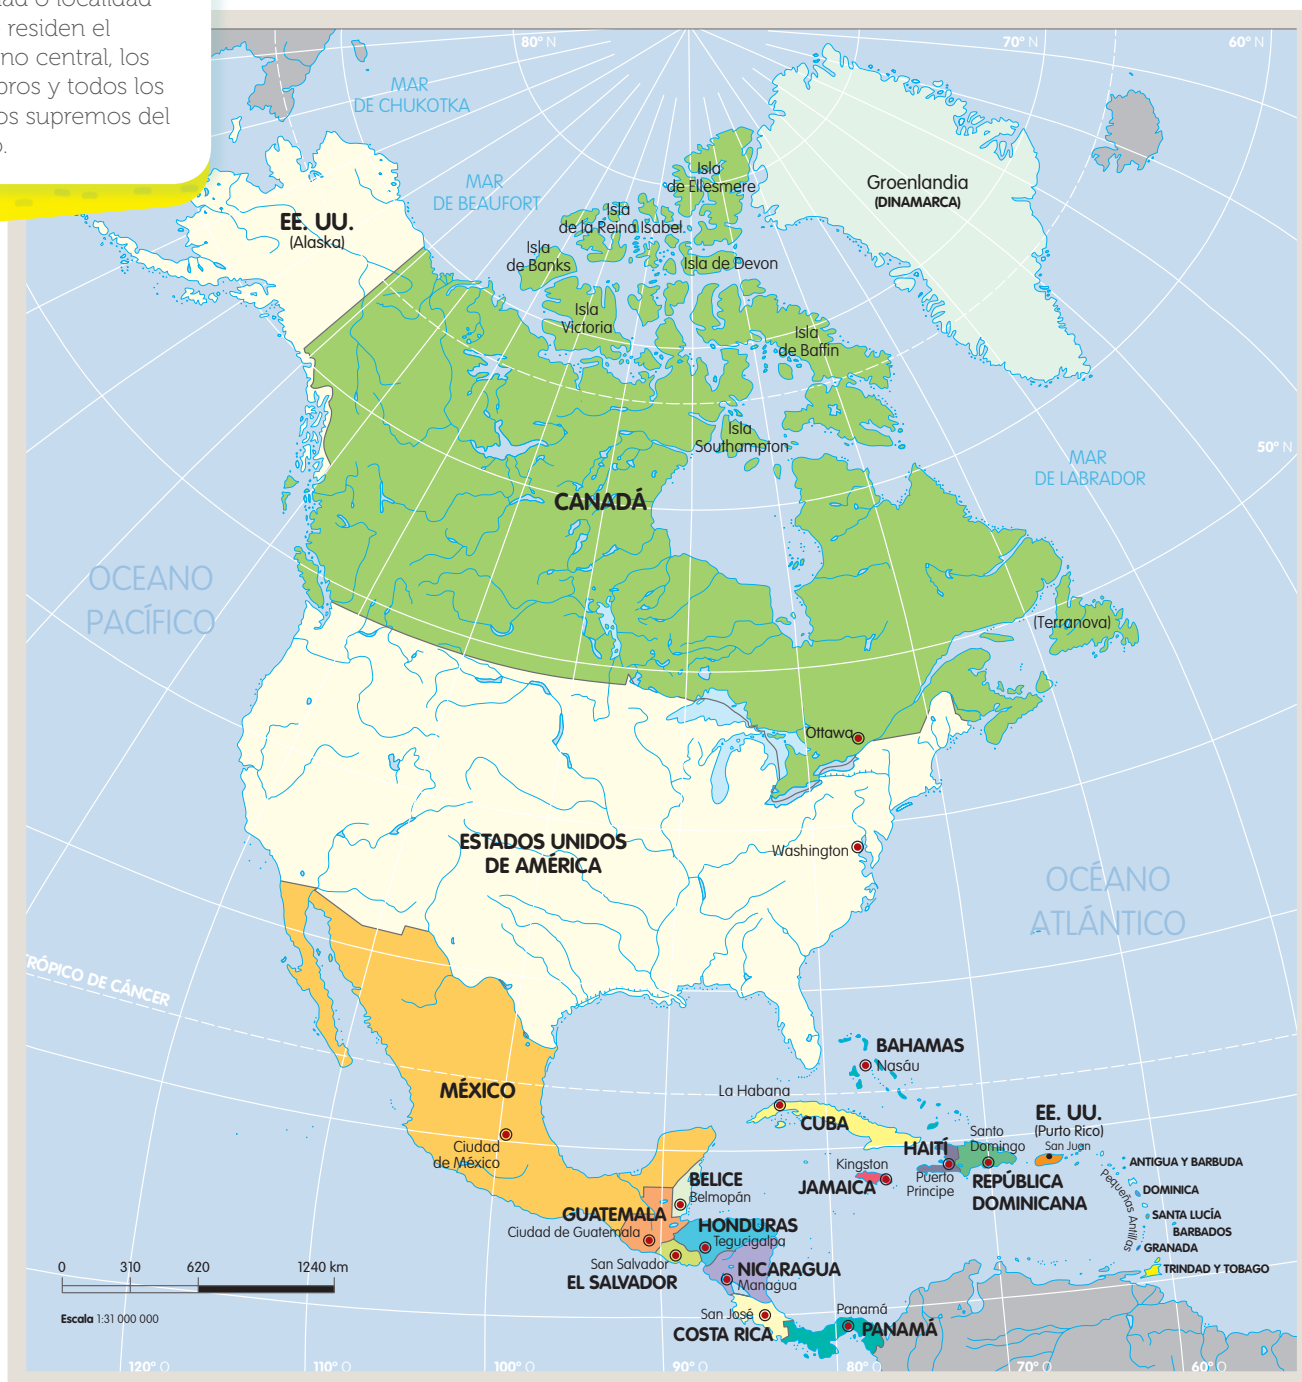 residen el
no central, los
bros y todos los
os supremos del
o.
80° N
70° N
60° N
MAR
DE CHUKOTKA
MAR
DE BEAUFORT
EE. UU.
(Alaska)
Isla
de Ellesmere
Isla
de la Reina Isabel
Isla
de Banks
Isla de Devon
Isla
Victoria
Isla
de Baffin
Isla
Southampton
Groenlandia
(DINAMARCA)
50° N
MAR
DE LABRADOR
CANADÁ
OCEANO
PACÍFICO
(Terranova)
Ottawa
ESTADOS UNIDOS
DE AMÉRICA
Washington
OCÉANO
ATLÁNTICO
TRÓPICO DE CÁNCER
BAHAMAS
Nasáu
MÉXICO
La Habana
CUBA
EE. UU.
(Purto Rico)
San Juan
Ciudad
de México
HAITÍ
Santo
Domingo
Kingston
JAMAICA
Puerto
Principe
REPÚBLICA
DOMINICANA
Pequeñas Antillas
ANTIGUA Y BARBUDA
DOMINICA
SANTA LUCÍA
BARBADOS
GRANADA
TRINDAD Y TOBAGO
BELICE
Belmopán
GUATEMALA
Ciudad de Guatemala
HONDURAS
Tegucigalpa
San Salvador
EL SALVADOR
NICARAGUA
Managua
San José
COSTA RICA
Panamá
PANAMÁ
0 310 620 1240 km
Escala 1:31 000 000
120° O
110° O
100° O
90° O
80° O
70° O
60° O